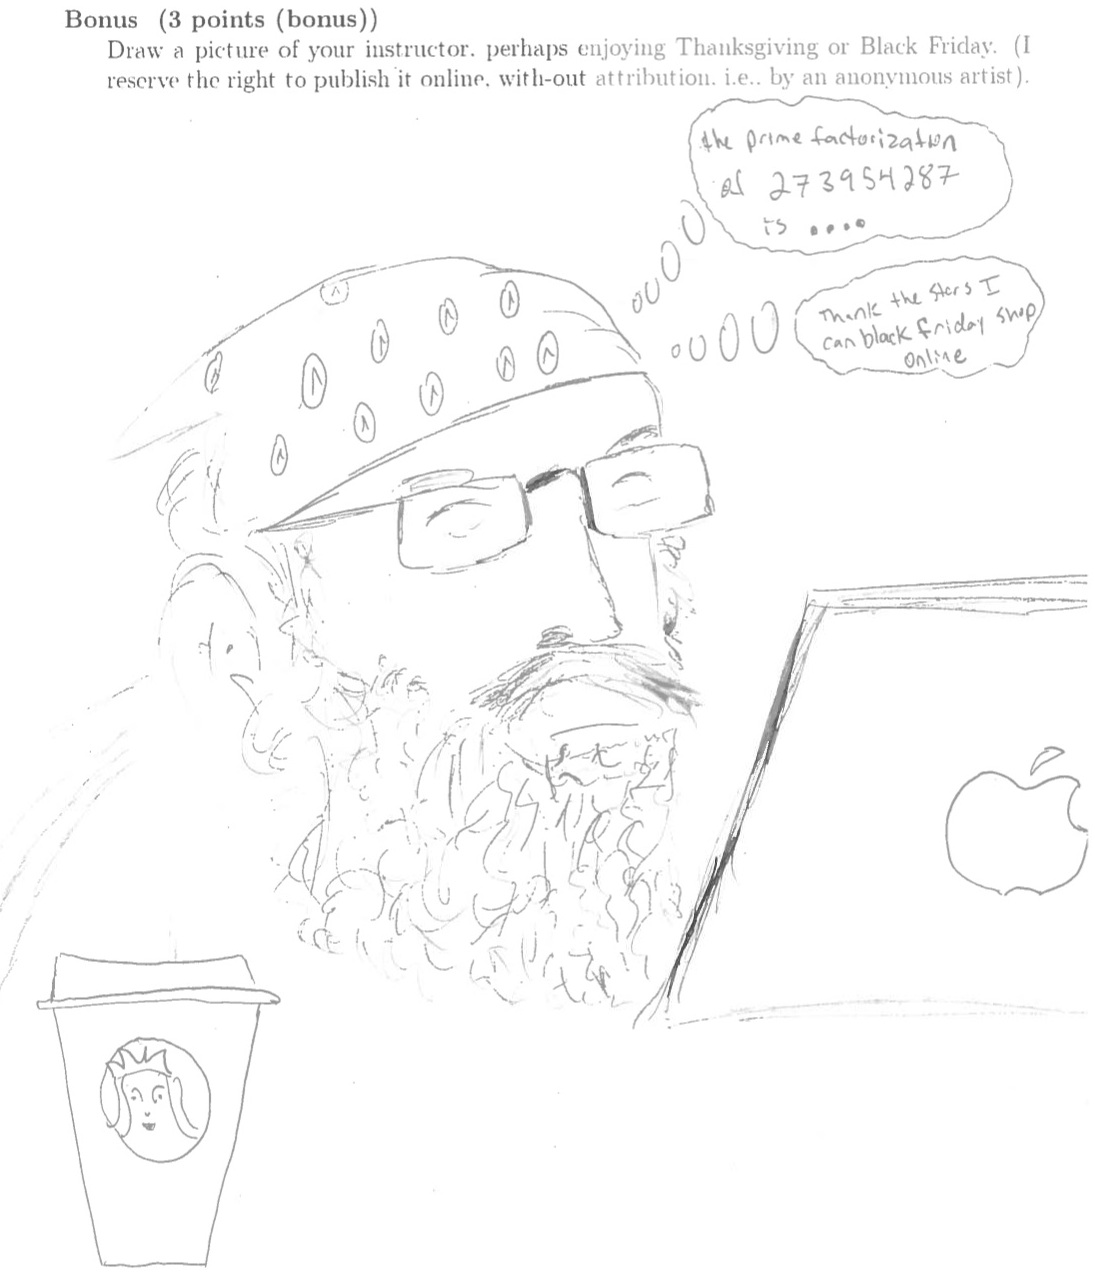 Bonus (3 points (bonus))
Draw a picture of your instructor. perhaps enjoying Thanksgiving or Black Friday. (I
reserve the right to publish it online. with-out attribution. i.e.. by an anonymous artist).
the prime factorization
of 273954287
is ....
Thank the stars I
can black friday shop
online